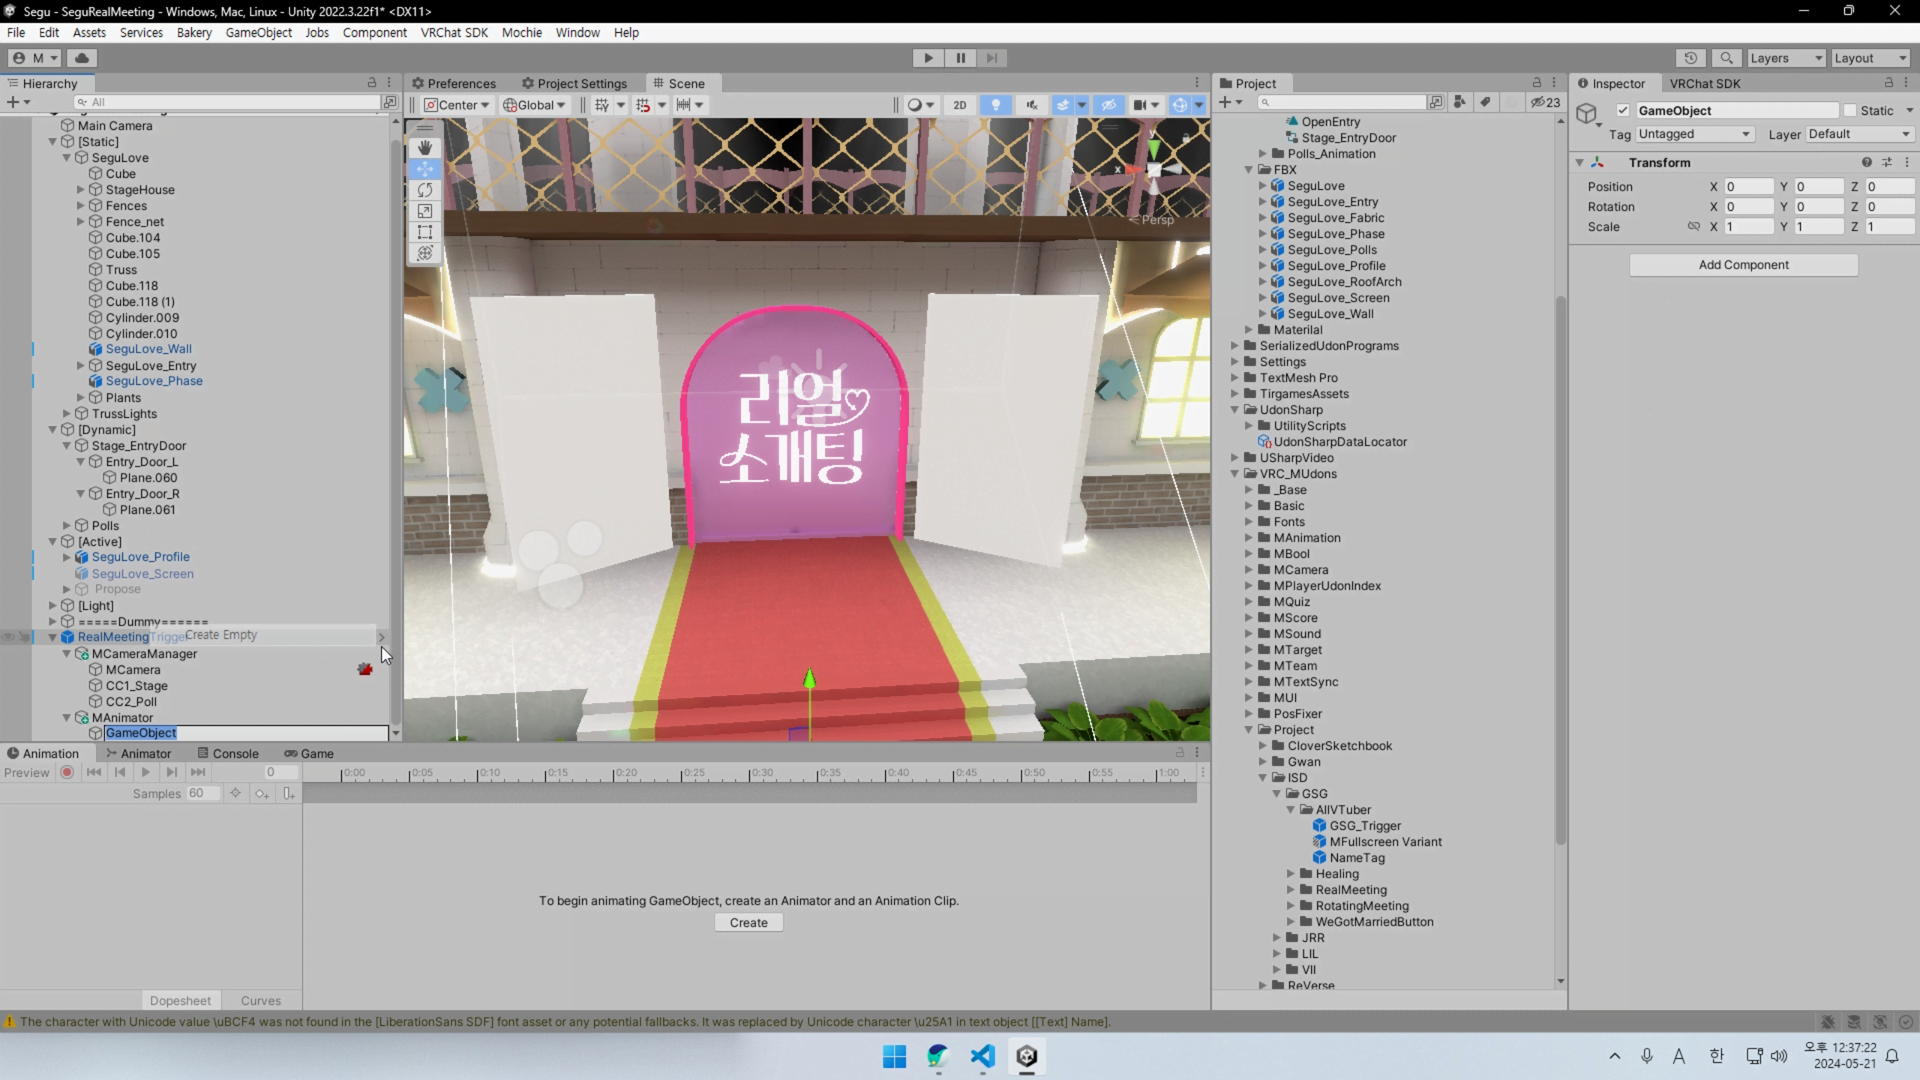 Segu - SeguRealMeeting - Windows, Mac, Linux - Unity 2022.3.22f1* <DX11>
File Edit Assets Services Bakery GameObject Jobs Component VRChat SDK Mochie Window Help
M
Layers Layout
Hierarchy
All
Main Camera
[Static]
SeguLove
Cube
StageHouse
Fences
Fence_net
Cube.104
Cube.105
Truss
Cube.118
Cube.118 (1)
Cylinder.009
Cylinder.010
SeguLove_Wall
SeguLove_Entry
SeguLove_Phase
Plants
TrussLights
[Dynamic]
Stage_EntryDoor
Entry_Door_L
Plane.060
Entry_Door_R
Plane.061
Polls
[Active]
SeguLove_Profile
SeguLove_Screen
Propose
[Light]
=====Dummy======
RealMeetingTrigger
Create Empty
MCameraManager
MCamera
CC1_Stage
CC2_Poll
MAnimator
GameObject
Preferences Project Settings Scene
Center Global 2D
y
x
Persp
리얼
소개팅
Project
23
OpenEntry
Stage_EntryDoor
Polls_Animation
FBX
SeguLove
SeguLove_Entry
SeguLove_Fabric
SeguLove_Phase
SeguLove_Polls
SeguLove_Profile
SeguLove_RoofArch
SeguLove_Screen
SeguLove_Wall
Materilal
SerializedUdonPrograms
Settings
TextMesh Pro
TirgamesAssets
UdonSharp
UtilityScripts
UdonSharpDataLocator
USharpVideo
VRC_MUdons
_Base
Basic
Fonts
MAnimation
MBool
MCamera
MPlayerUdonIndex
MQuiz
MScore
MSound
MTarget
MTeam
MTextSync
MUI
PosFixer
Project
CloverSketchbook
Gwan
ISD
GSG
AllVTuber
GSG_Trigger
MFullscreen Variant
NameTag
Healing
RealMeeting
RotatingMeeting
WeGotMarriedButton
JRR
LIL
VII
ReVerse
Inspector VRChat SDK
GameObject Static
Tag Untagged Layer Default
Transform
Position X 0 Y 0 Z 0
Rotation X 0 Y 0 Z 0
Scale X 1 Y 1 Z 1
Add Component
Animation Animator Console Game
Preview 0
0:00 0:05 0:10 0:15 0:20 0:25 0:30 0:35 0:40 0:45 0:50 0:55 1:00
Samples 60
To begin animating GameObject, create an Animator and an Animation Clip.
Create
Dopesheet Curves
The character with Unicode value \uBCF4 was not found in the [LiberationSans SDF] font asset or any potential fallbacks. It was replaced by Unicode character \u25A1 in text object [[Text] Name].
A 한
오후 12:37:22
2024-05-21